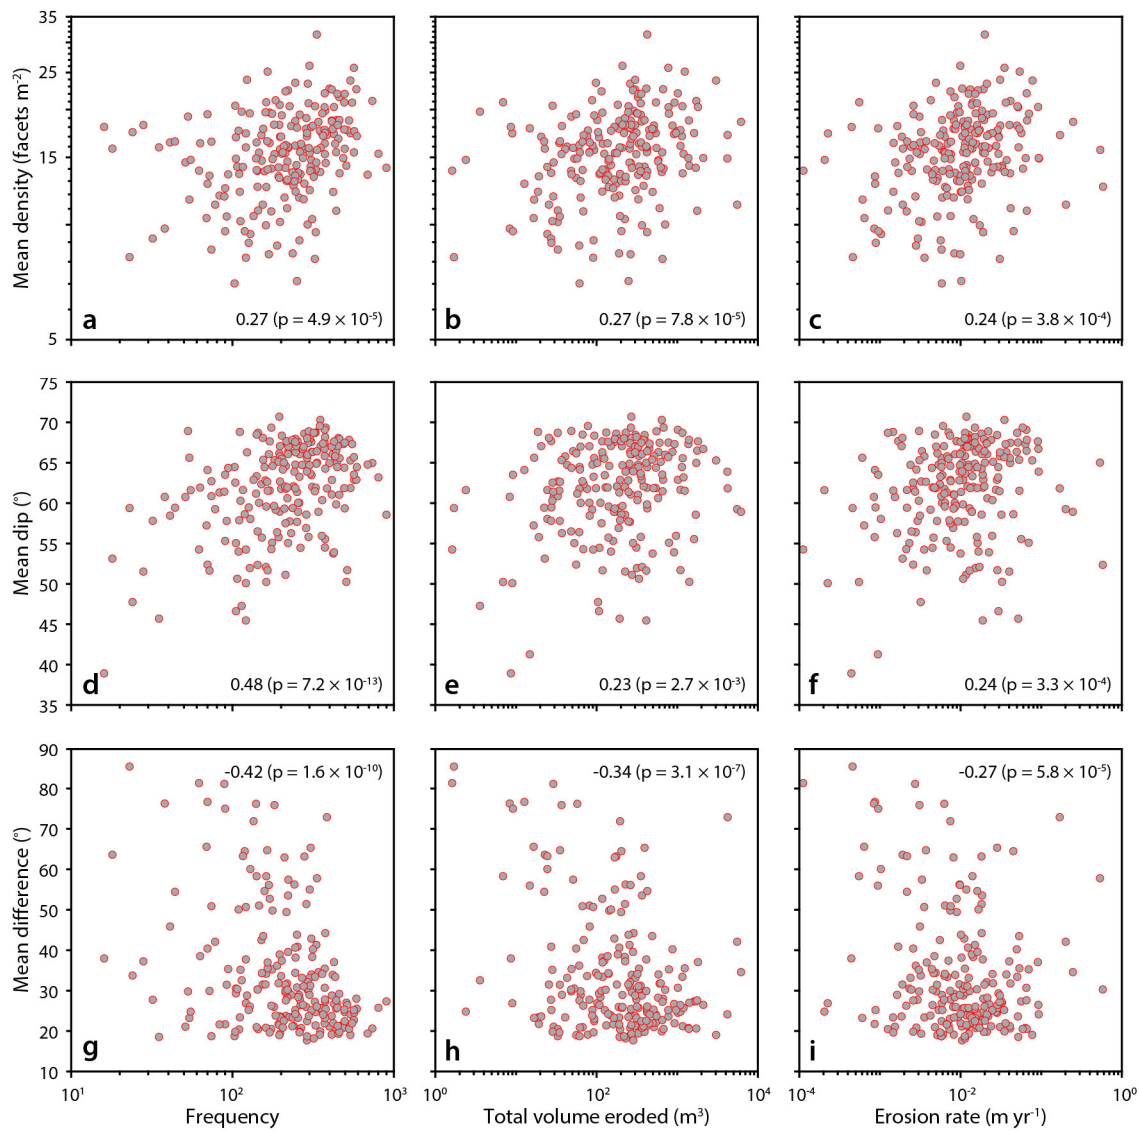 35
25
15
5
Mean density (facets m⁻²)
a
0.27 (p = 4.9 × 10⁻⁵)
b
0.27 (p = 7.8 × 10⁻⁵)
c
0.24 (p = 3.8 × 10⁻⁴)
75
70
65
60
55
50
45
40
35
Mean dip (°)
d
0.48 (p = 7.2 × 10⁻¹³)
e
0.23 (p = 2.7 × 10⁻³)
f
0.24 (p = 3.3 × 10⁻⁴)
90
80
70
60
50
40
30
20
10
Mean difference (°)
-0.42 (p = 1.6 × 10⁻¹⁰)
g
-0.34 (p = 3.1 × 10⁻⁷)
h
-0.27 (p = 5.8 × 10⁻⁵)
i
10¹ 10² 10³
10⁰ 10² 10⁴
10⁻⁴ 10⁻² 10⁰
Frequency
Total volume eroded (m³)
Erosion rate (m yr⁻¹)